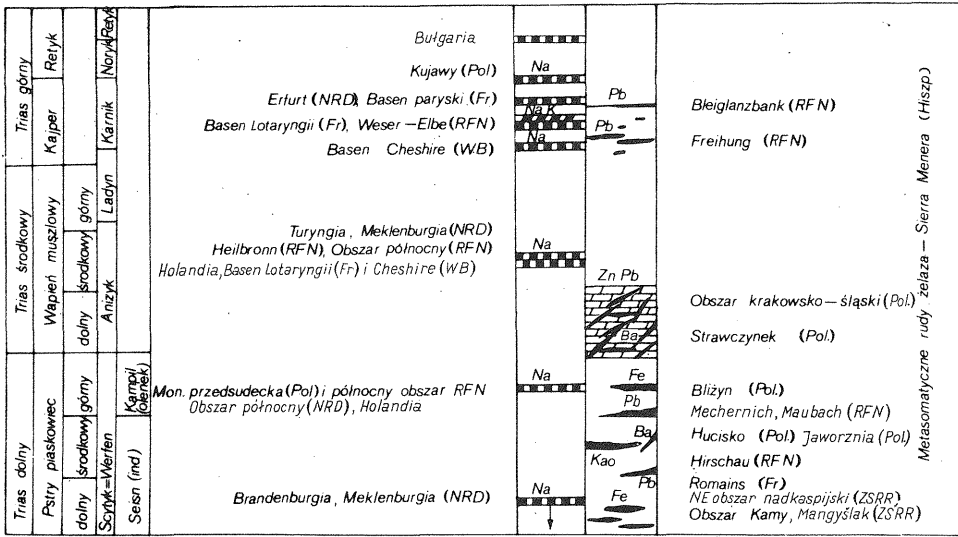 Trias górny
Trias środkowy
Trias dolny
Retyk
Kajper
Wapień muszlowy
Pstry piaskowiec
górny
środkowy
dolny
górny
środkowy
dolny
Retyk
Noryk
Karnik
Ladyn
Anizyk
Scytyk=Werfen
Kampil (olenek)
Sesn (ind)
Bułgaria
Kujawy (Pol)
Erfurt (NRD), Basen paryski (Fr)
Basen Lotaryngii (Fr), Weser-Elbe (RFN)
Basen Cheshire (WB)
Turyngia, Meklenburgia (NRD)
Heilbronn (RFN), Obszar północny (RFN)
Holandia, Basen Lotaryngii (Fr) i Cheshire (WB)
Mon. przedsudecka (Pol) i północny obszar RFN
Obszar północny (NRD), Holandia
Brandenburgia, Meklenburgia (NRD)
Na
Na K
Na
Na
Na
Na
Pb
Pb
Zn Pb
Ba
Fe
Pb
Ba
Kao
Pb
Fe
Bleiglanzbank (RFN)
Freihung (RFN)
Obszar krakowsko-śląski (Pol.)
Strawczynek (Pol.)
Bliżyn (Pol.)
Mechernich, Maubach (RFN)
Hucisko (Pol.) Jaworznia (Pol)
Hirschau (RFN)
Romains (Fr)
NE obszar nadkaspijski (ZSRR)
Obszar Kamy, Mangyślak (ZSRR)
Metasomatyczne rudy żelaza - Sierra Menera (Hiszp)